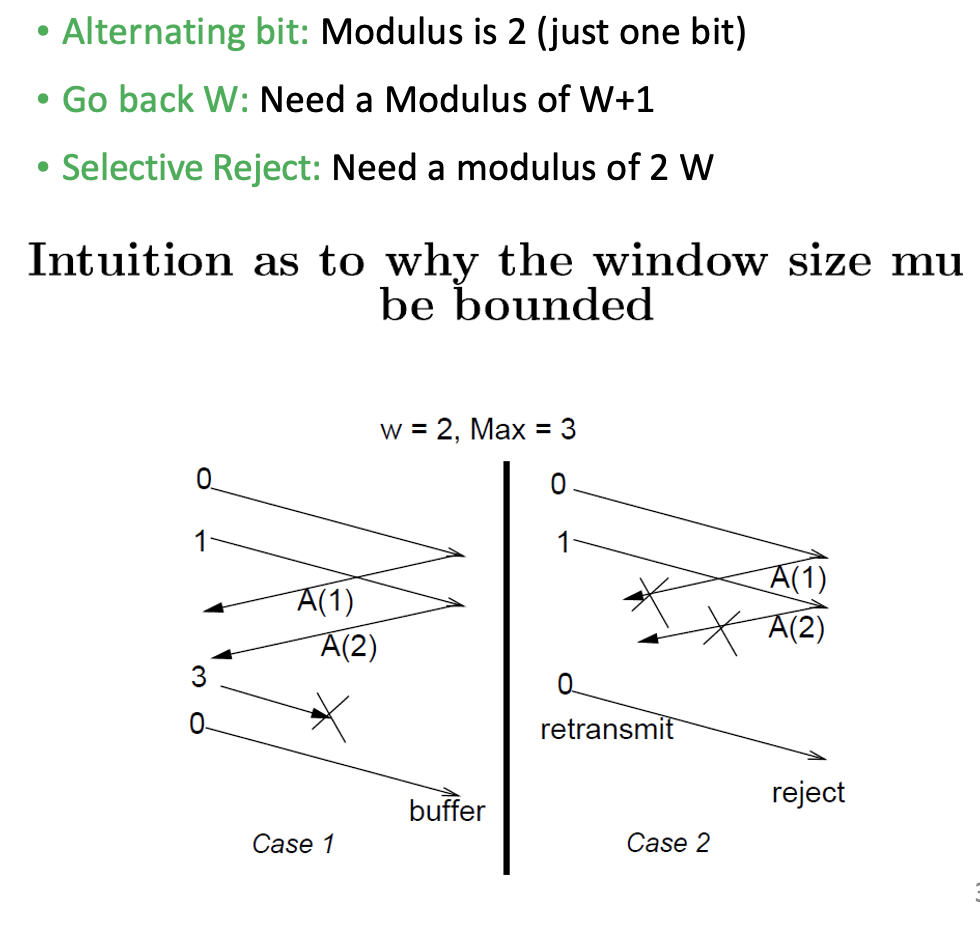 • Alternating bit: Modulus is 2 (just one bit)
• Go back W: Need a Modulus of W+1
• Selective Reject: Need a modulus of 2 W
Intuition as to why the window size mu
be bounded
w = 2, Max = 3
0
1
A(1)
A(2)
3
0
buffer
Case 1
0
1
A(1)
A(2)
0
retransmit
reject
Case 2